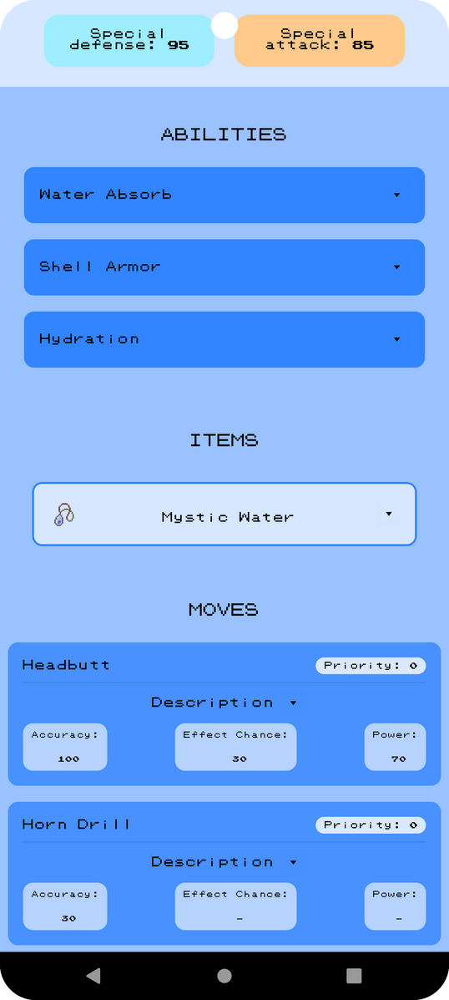 Special
defense: 95
Special
attack: 85
ABILITIES
Water Absorb
Shell Armor
Hydration
ITEMS
Mystic Water
MOVES
Headbutt
Priority: 0
Description
Accuracy:
100
Effect Chance:
30
Power:
70
Horn Drill
Priority: 0
Description
Accuracy:
30
Effect Chance:
-
Power:
-